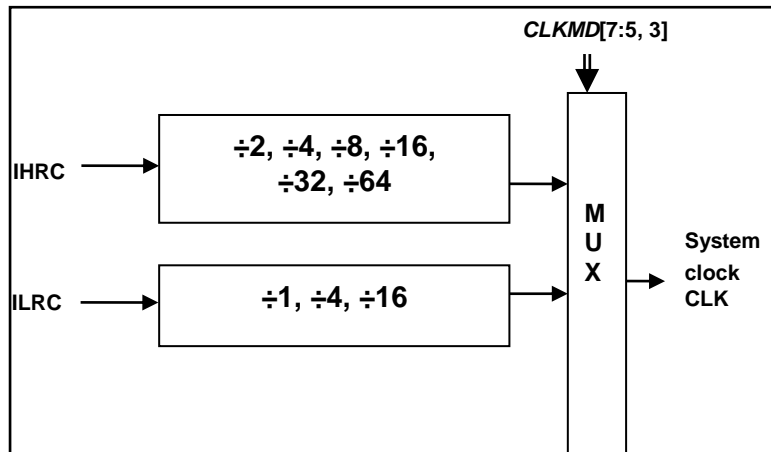 CLKMD[7:5, 3]
IHRC
÷2, ÷4, ÷8, ÷16,
÷32, ÷64
M
U
X
System
clock
CLK
ILRC
÷1, ÷4, ÷16